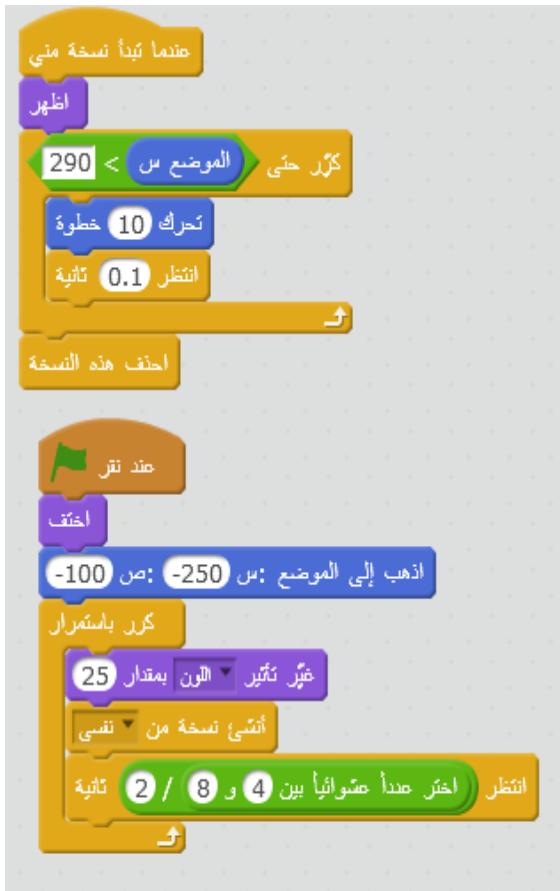 عندما تبدأ نسخة مني
اظهر
كرّر حتى الموضع س > 290
تحرك 10 خطوة
انتظر 0.1 ثانية
احذف هذه النسخة
عند نقر
اختف
اذهب إلى الموضع :س -250 :ص -100
كرر باستمرار
غيّر تأثير اللون بمقدار 25
أنشئ نسخة من نفسي
انتظر اختر عدداً عشوائياً بين 4 و 8 / 2 ثانية